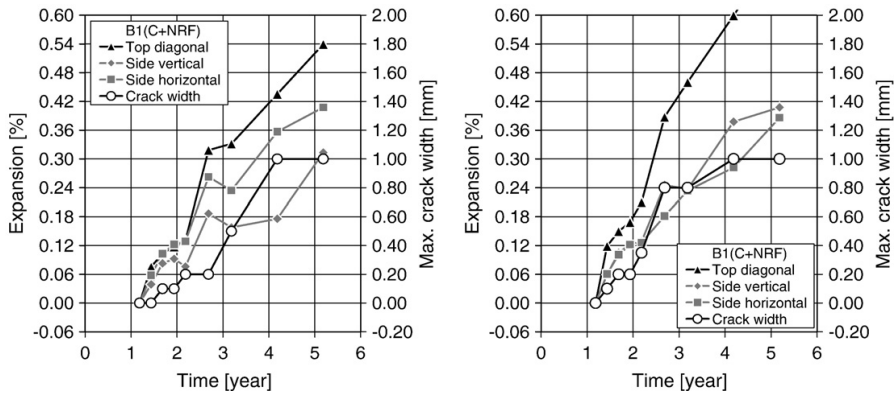 0.60
0.54
0.48
0.42
0.36
0.30
0.24
0.18
0.12
0.06
0.00
-0.06
Expansion [%]
B1(C+NRF)
Top diagonal
Side vertical
Side horizontal
Crack width
2.00
1.80
1.60
1.40
1.20
1.00
0.80
0.60
0.40
0.20
0.00
-0.20
Max. crack width [mm]
0 1 2 3 4 5 6
Time [year]
0.60
0.54
0.48
0.42
0.36
0.30
0.24
0.18
0.12
0.06
0.00
-0.06
Expansion [%]
B1(C+NRF)
Top diagonal
Side vertical
Side horizontal
Crack width
2.00
1.80
1.60
1.40
1.20
1.00
0.80
0.60
0.40
0.20
0.00
-0.20
Max. crack width [mm]
0 1 2 3 4 5 6
Time [year]